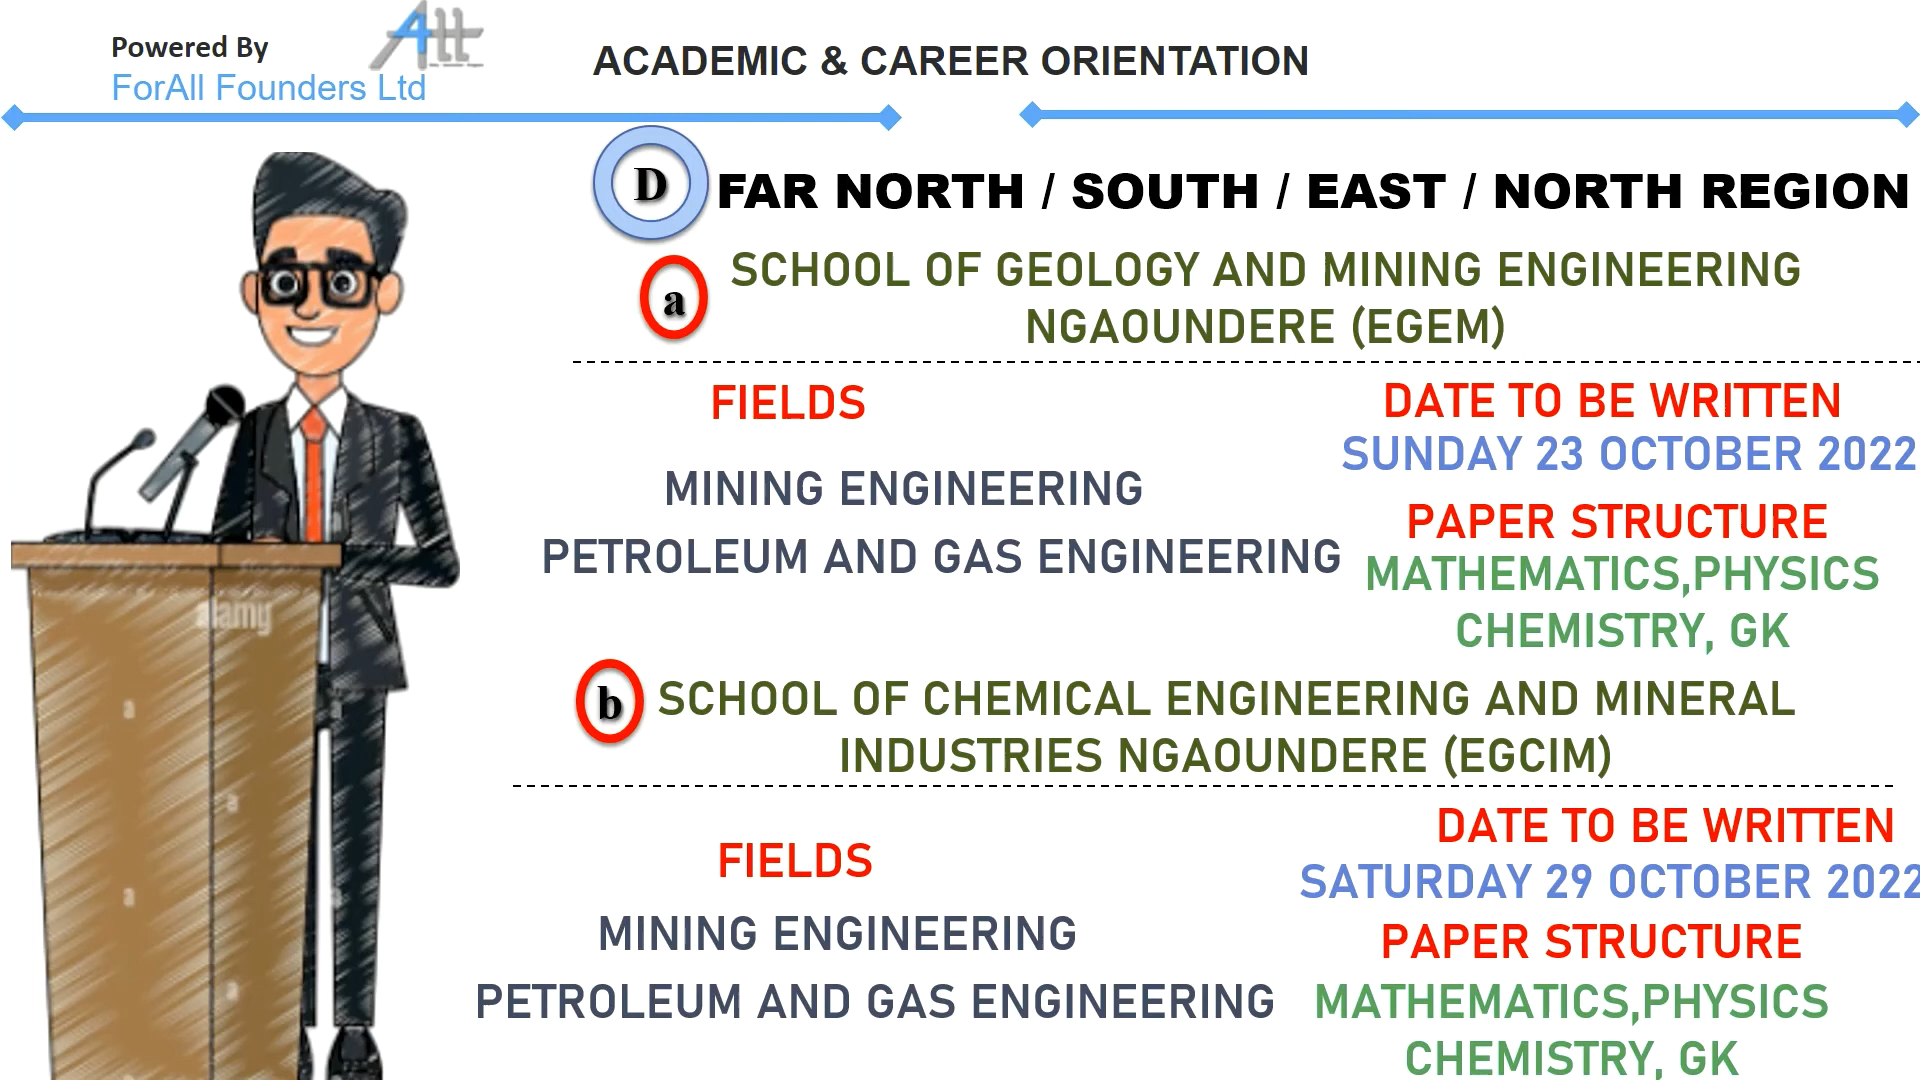 Powered By
ForAll Founders Ltd
Att
ACADEMIC & CAREER ORIENTATION
D
FAR NORTH / SOUTH / EAST / NORTH REGION
a
SCHOOL OF GEOLOGY AND MINING ENGINEERING
NGAOUNDERE (EGEM)
FIELDS
MINING ENGINEERING
PETROLEUM AND GAS ENGINEERING
DATE TO BE WRITTEN
SUNDAY 23 OCTOBER 2022
PAPER STRUCTURE
MATHEMATICS,PHYSICS
CHEMISTRY, GK
b
SCHOOL OF CHEMICAL ENGINEERING AND MINERAL
INDUSTRIES NGAOUNDERE (EGCIM)
FIELDS
MINING ENGINEERING
PETROLEUM AND GAS ENGINEERING
DATE TO BE WRITTEN
SATURDAY 29 OCTOBER 2022
PAPER STRUCTURE
MATHEMATICS,PHYSICS
CHEMISTRY, GK
alamy
a
a
a
a
a